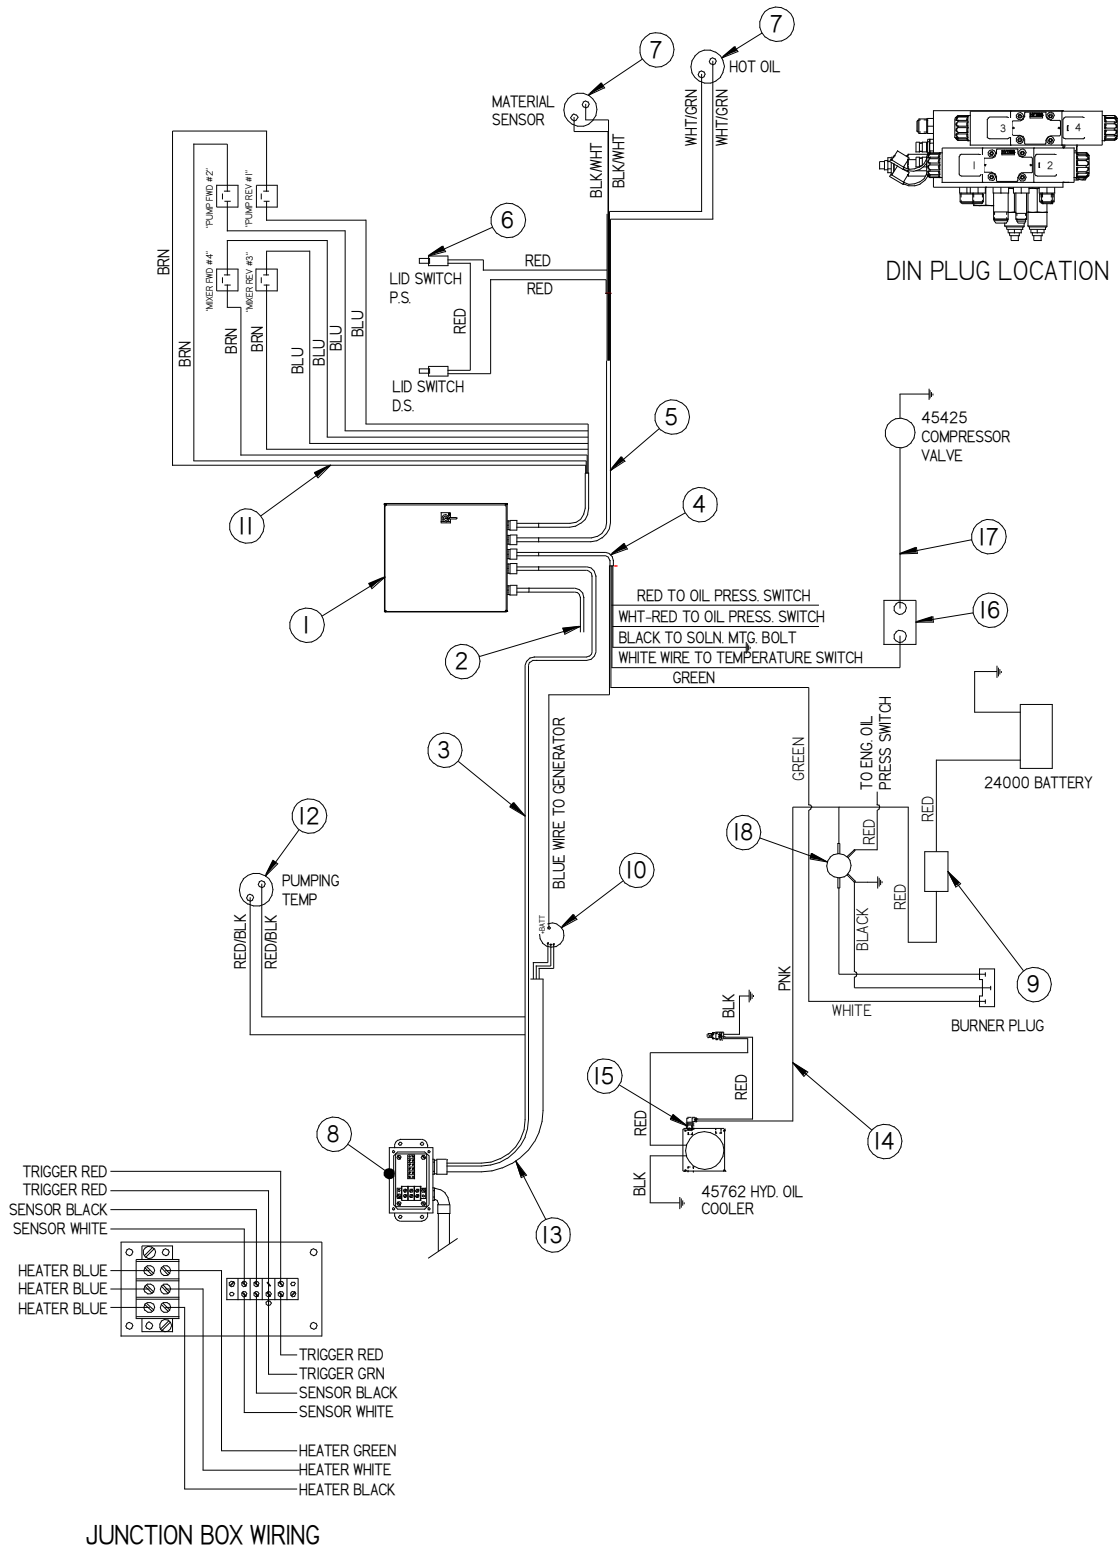 7
7
HOT OIL
MATERIAL
SENSOR
WHT/GRN
WHT/GRN
BLK/WHT
BLK/WHT
3
4
1
2
DIN PLUG LOCATION
"PUMP FWD #2"
"PUMP REV #1"
"MIXER FWD #4"
"MIXER REV #3"
6
RED
RED
LID SWITCH
P.S.
RED
LID SWITCH
D.S.
BRN
BRN
BRN
BRN
BLU
BLU
BLU
BLU
5
45425
COMPRESSOR
VALVE
11
4
17
1
2
RED TO OIL PRESS. SWITCH
WHT-RED TO OIL PRESS. SWITCH
BLACK TO SOLN. MTG. BOLT
WHITE WIRE TO TEMPERATURE SWITCH
GREEN
16
3
BLUE WIRE TO GENERATOR
GREEN
TO ENG. OIL
PRESS SWITCH
24000 BATTERY
12
PUMPING
TEMP
18
RED
RED
RED
10
+BATT
RED/BLK
RED/BLK
BLACK
9
PNK
WHITE
BURNER PLUG
BLK
15
RED
RED
14
8
BLK
45762 HYD. OIL
COOLER
13
TRIGGER RED
TRIGGER RED
SENSOR BLACK
SENSOR WHITE
HEATER BLUE
HEATER BLUE
HEATER BLUE
TRIGGER RED
TRIGGER GRN
SENSOR BLACK
SENSOR WHITE
HEATER GREEN
HEATER WHITE
HEATER BLACK
JUNCTION BOX WIRING